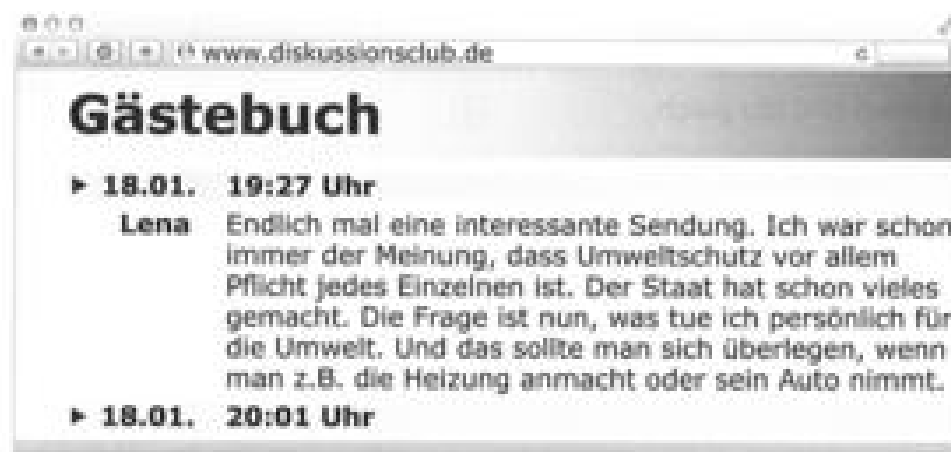 www.diskussionsclub.de
Gästebuch
18.01. 19:27 Uhr
Lena Endlich mal eine interessante Sendung. Ich war schon
immer der Meinung, dass Umweltschutz vor allem
Pflicht jedes Einzelnen ist. Der Staat hat schon vieles
gemacht. Die Frage ist nun, was tue ich persönlich für
die Umwelt. Und das sollte man sich überlegen, wenn
man z.B. die Heizung anmacht oder sein Auto nimmt.
18.01. 20:01 Uhr